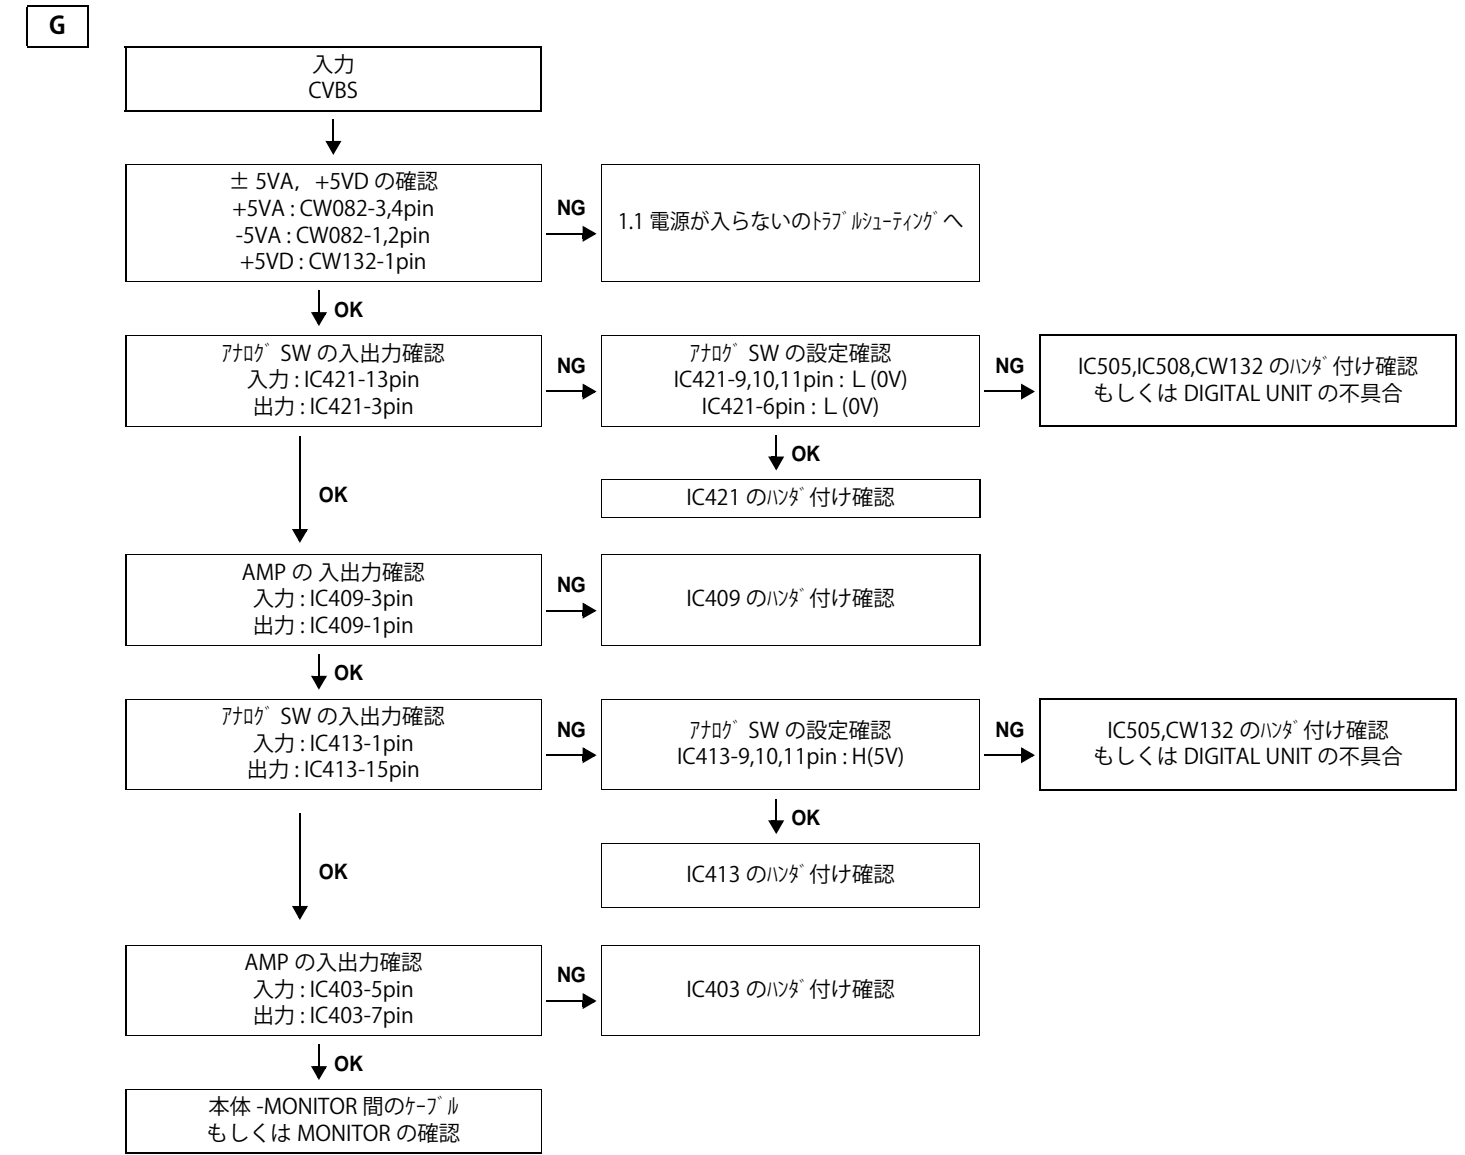 G
入力
CVBS
± 5VA, +5VD の確認
+5VA : CW082-3,4pin
-5VA : CW082-1,2pin
+5VD : CW132-1pin
NG
1.1 電源が入らないのﾄﾗﾌﾞﾙｼｭｰﾃｨﾝｸﾞへ
OK
ｱﾅﾛｸﾞ SW の入出力確認
入力 : IC421-13pin
出力 : IC421-3pin
NG
ｱﾅﾛｸﾞ SW の設定確認
IC421-9,10,11pin : L (0V)
IC421-6pin : L (0V)
NG
IC505,IC508,CW132 のﾊﾝﾀﾞ付け確認
もしくは DIGITAL UNIT の不具合
OK
IC421 のﾊﾝﾀﾞ付け確認
OK
AMP の 入出力確認
入力 : IC409-3pin
出力 : IC409-1pin
NG
IC409 のﾊﾝﾀﾞ付け確認
OK
ｱﾅﾛｸﾞ SW の入出力確認
入力 : IC413-1pin
出力 : IC413-15pin
NG
ｱﾅﾛｸﾞ SW の設定確認
IC413-9,10,11pin : H(5V)
NG
IC505,CW132 のﾊﾝﾀﾞ付け確認
もしくは DIGITAL UNIT の不具合
OK
IC413 のﾊﾝﾀﾞ付け確認
OK
AMP の入出力確認
入力 : IC403-5pin
出力 : IC403-7pin
NG
IC403 のﾊﾝﾀﾞ付け確認
OK
本体 -MONITOR 間のｹｰﾌﾞﾙ
もしくは MONITOR の確認